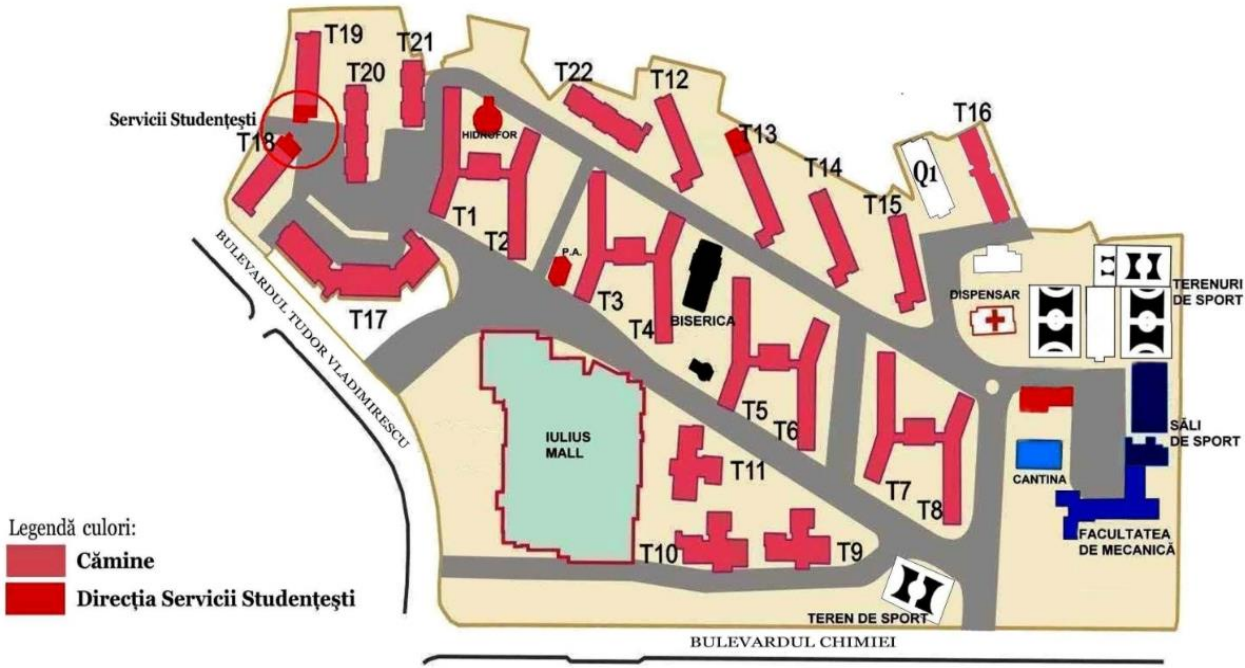 T19
T21
T20
T22
T12
Servicii Studențești
T18
HIDROFOR
T13
T16
T14
Q1
T15
T1
T2
P.A.
T3
T4
BISERICA
DISPENSAR
TERENURI
DE SPORT
T17
BULEVARDUL TUDOR VLADIMIRESCU
T5
T6
IULIUS
MALL
T11
T7
T8
CANTINA
SĂLI
DE SPORT
T10
T9
FACULTATEA
DE MECANICĂ
TEREN DE SPORT
BULEVARDUL CHIMIEI
Legendă culori:
Cămine
Direcția Servicii Studențești